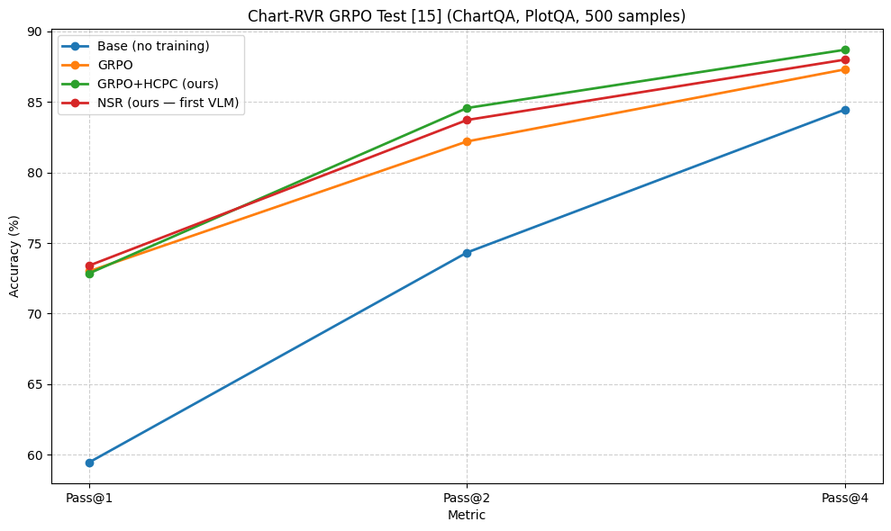 Chart-RVR GRPO Test [15] (ChartQA, PlotQA, 500 samples)
Base (no training)
GRPO
GRPO+HCPC (ours)
NSR (ours — first VLM)
90
85
80
75
70
65
60
Accuracy (%)
Pass@1
Pass@2
Pass@4
Metric